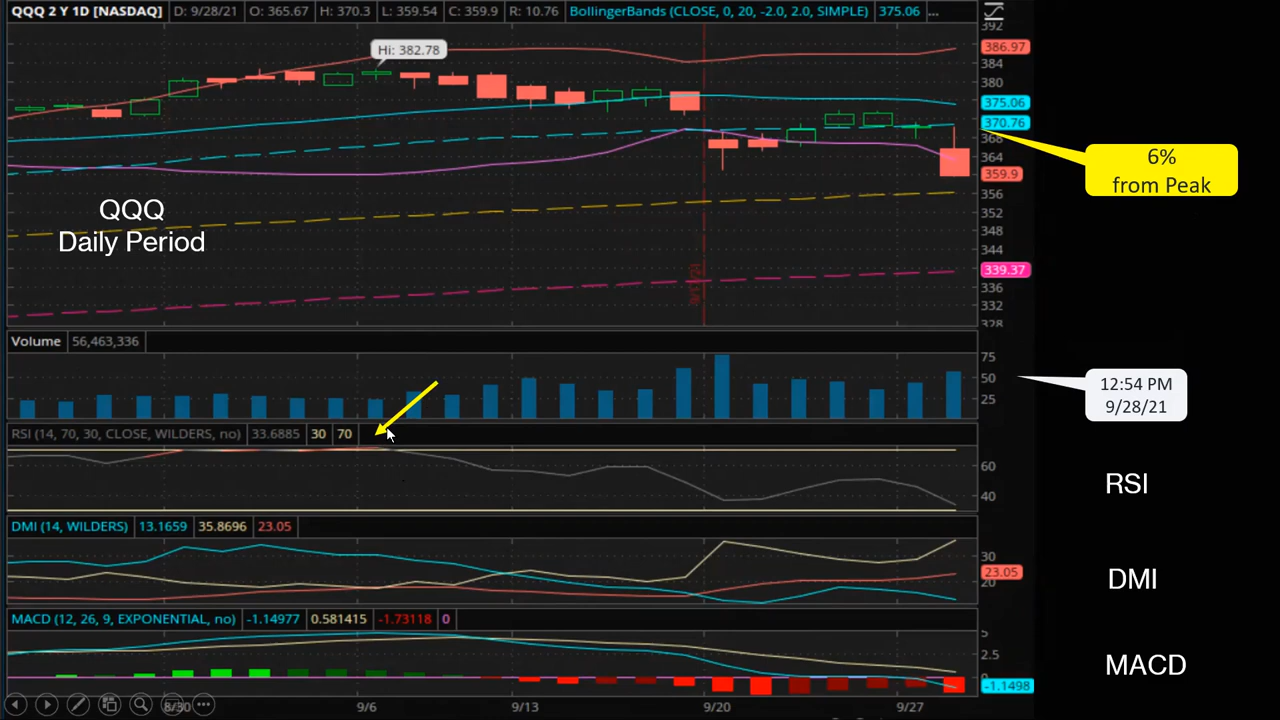 QQQ 2 Y 1D [NASDAQ] D: 9/28/21 O: 365.67 H: 370.3 L: 359.54 C: 359.9 R: 10.76 BollingerBands (CLOSE, 0, 20, -2.0, 2.0, SIMPLE) 375.06 ...
392
Hi: 382.78
386.97
384
380
375.06
370.76
368
364
359.9
356
352
348
344
339.37
336
332
328
6%
from Peak
QQQ
Daily Period
Volume 56,463,336
75
50
25
12:54 PM
9/28/21
RSI (14, 70, 30, CLOSE, WILDERS, no) 33.6885 30 70
60
40
RSI
DMI (14, WILDERS) 13.1659 35.8696 23.05
30
23.05
20
DMI
MACD (12, 26, 9, EXPONENTIAL, no) -1.14977 0.581415 -1.73118 0
5
2.5
0
-1.1498
MACD
8/30 9/6 9/13 9/20 9/27